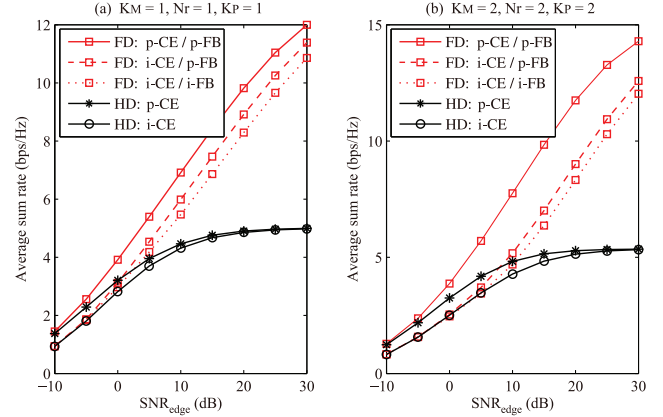 (a) KM = 1, Nr = 1, KP = 1
12
10
8
6
4
2
0
Average sum rate (bps/Hz)
FD: p-CE / p-FB
FD: i-CE / p-FB
FD: i-CE / i-FB
HD: p-CE
HD: i-CE
−10 0 10 20 30
SNRedge (dB)
(b) KM = 2, Nr = 2, KP = 2
15
10
5
0
Average sum rate (bps/Hz)
FD: p-CE / p-FB
FD: i-CE / p-FB
FD: i-CE / i-FB
HD: p-CE
HD: i-CE
−10 0 10 20 30
SNRedge (dB)